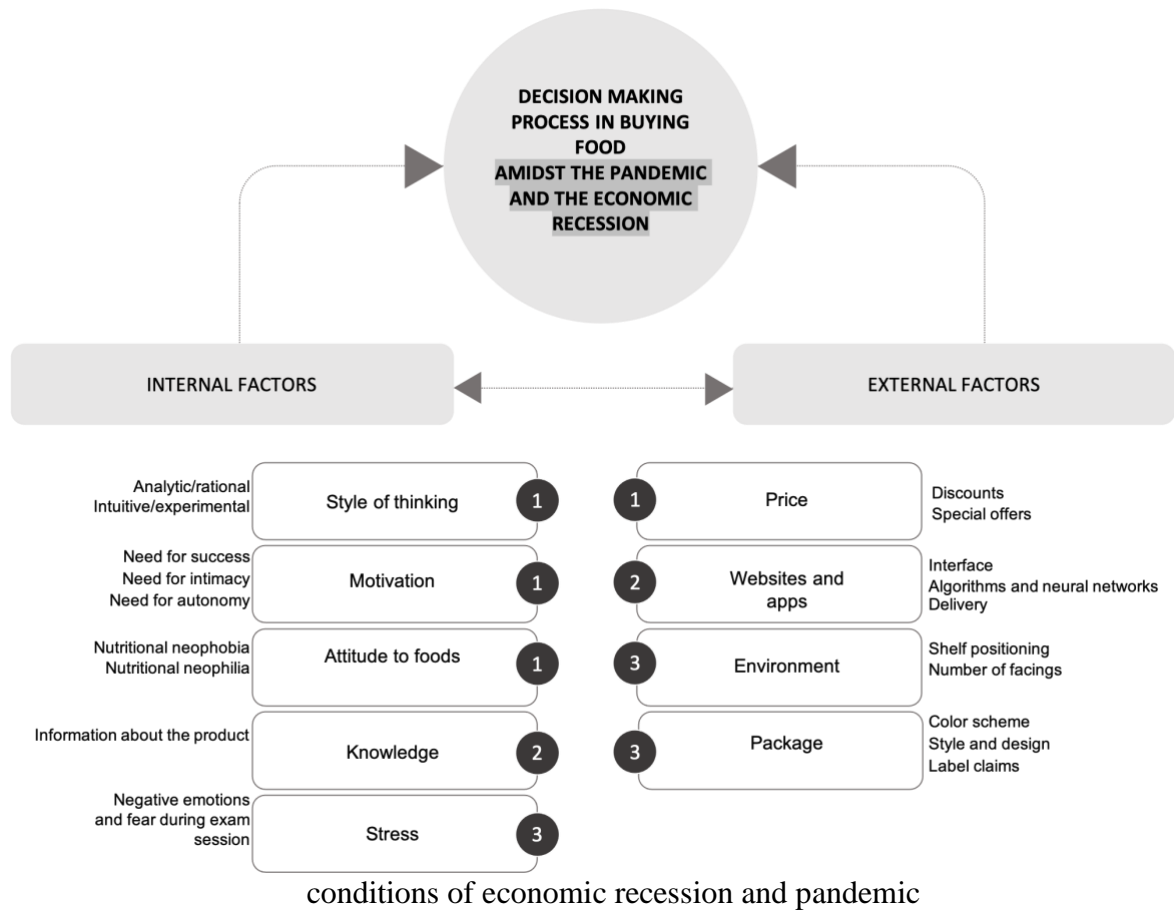 DECISION MAKING
PROCESS IN BUYING
FOOD
AMIDST THE PANDEMIC
AND THE ECONOMIC
RECESSION
INTERNAL FACTORS
EXTERNAL FACTORS
Analytic/rational
Intuitive/experimental
Style of thinking
1
Need for success
Need for intimacy
Need for autonomy
Motivation
1
Nutritional neophobia
Nutritional neophilia
Attitude to foods
1
Information about the product
Knowledge
2
Negative emotions
and fear during exam
session
Stress
3
1
Price
Discounts
Special offers
2
Websites and
apps
Interface
Algorithms and neural networks
Delivery
3
Environment
Shelf positioning
Number of facings
3
Package
Color scheme
Style and design
Label claims
conditions of economic recession and pandemic